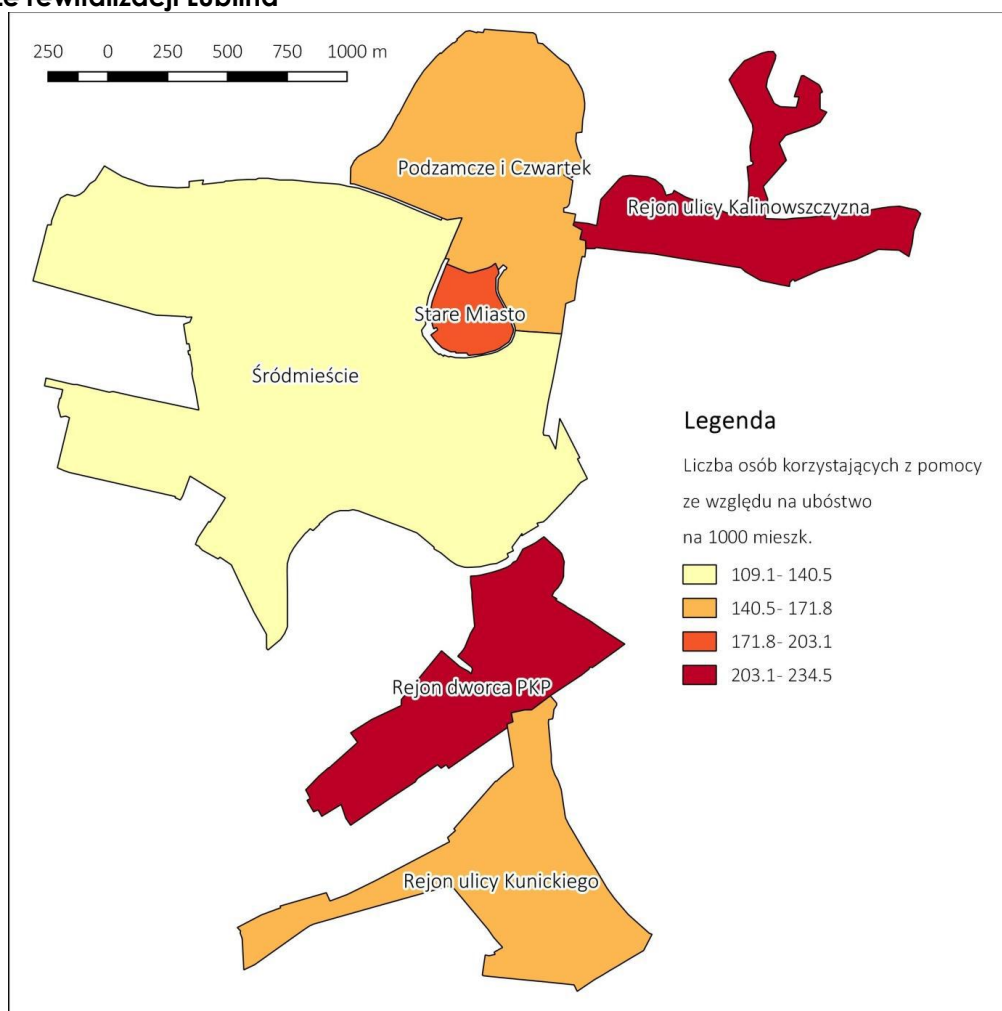 rewitalizacji Lublina
250 0 250 500 750 1000 m
Podzamcze i Czwartek
Rejon ulicy Kalinowszczyzna
Stare Miasto
Śródmieście
Legenda
Liczba osób korzystających z pomocy
ze względu na ubóstwo
na 1000 mieszk.
109.1- 140.5
140.5- 171.8
171.8- 203.1
203.1- 234.5
Rejon dworca PKP
Rejon ulicy Kunickiego